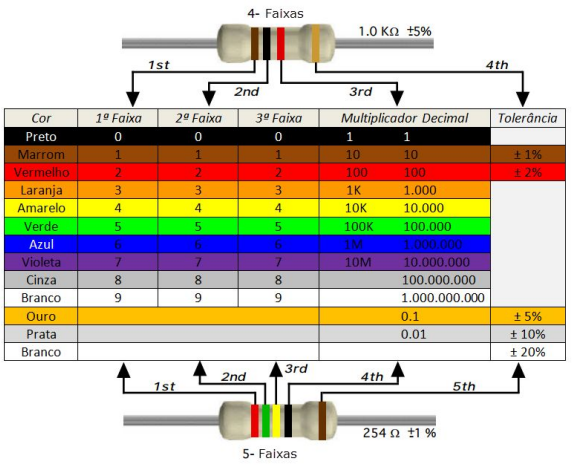 4- Faixas
1.0 KΩ ±5%
1st 2nd 3rd 4th
Cor 1ª Faixa 2ª Faixa 3ª Faixa Multiplicador Decimal Tolerância
Preto 0 0 0 1 1
Marrom 1 1 1 10 10 ± 1%
Vermelho 2 2 2 100 100 ± 2%
Laranja 3 3 3 1K 1.000
Amarelo 4 4 4 10K 10.000
Verde 5 5 5 100K 100.000
Azul 6 6 6 1M 1.000.000
Violeta 7 7 7 10M 10.000.000
Cinza 8 8 8 100.000.000
Branco 9 9 9 1.000.000.000
Ouro 0.1 ± 5%
Prata 0.01 ± 10%
Branco ± 20%
1st 2nd 3rd 4th 5th
254 Ω ±1 %
5- Faixas